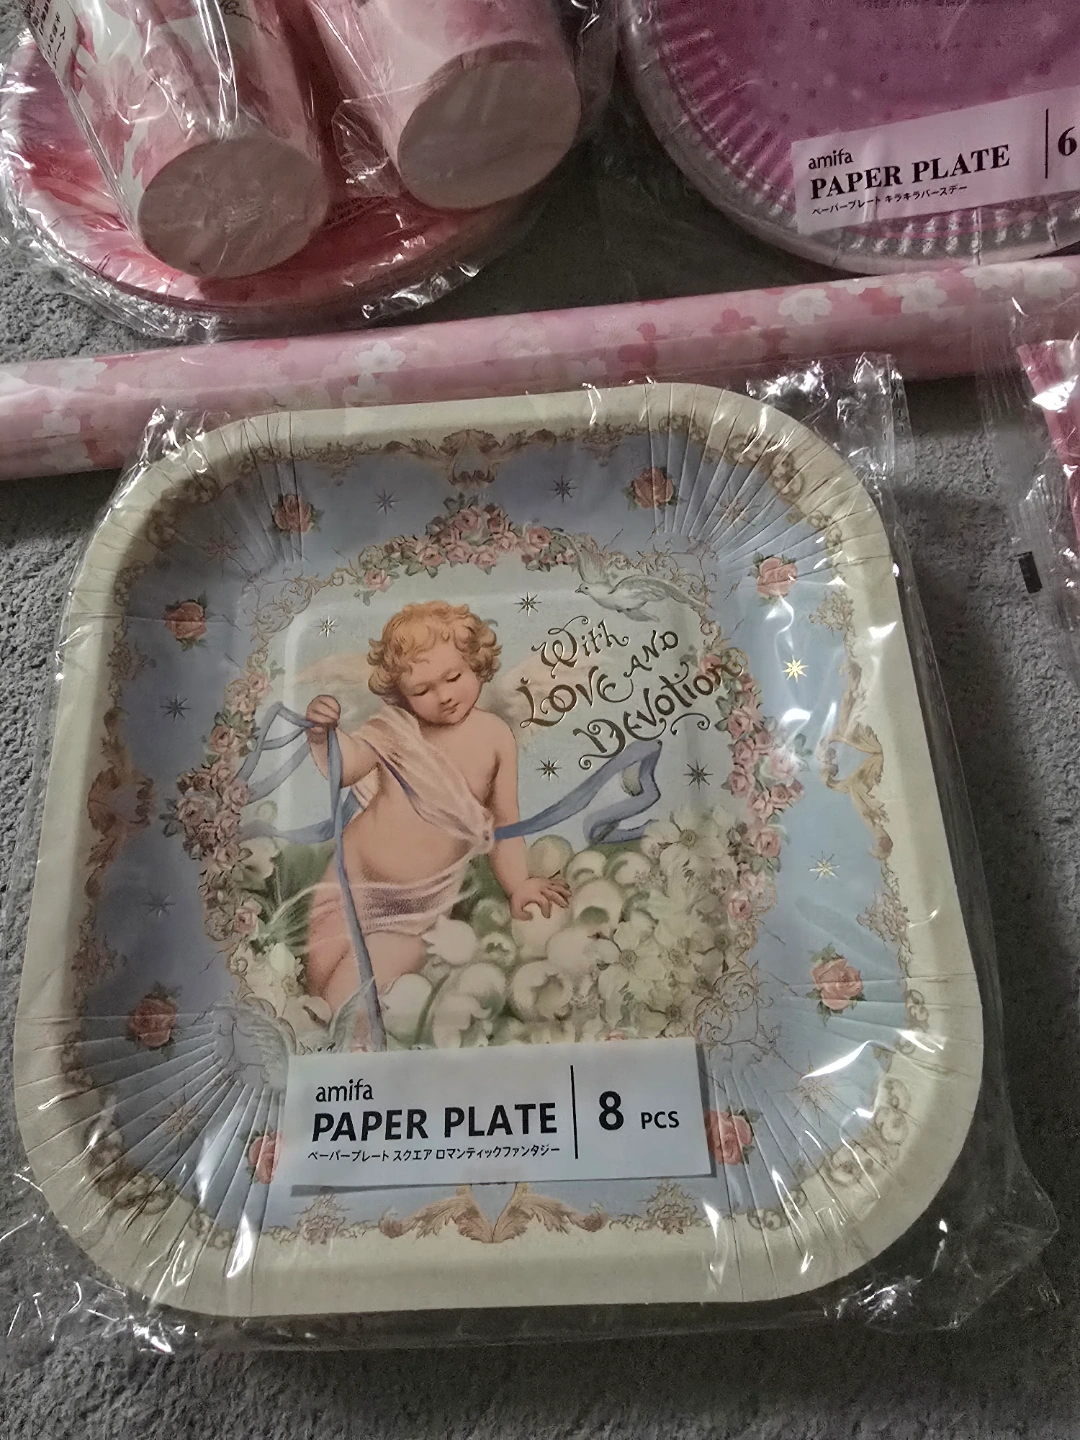 amifa
PAPER PLATE
6
ペーパープレート キラキラバースデー
With
LOVE AND
Devotion
amifa
PAPER PLATE
8 PCS
ペーパープレート スクエア ロマンティックファンタジー